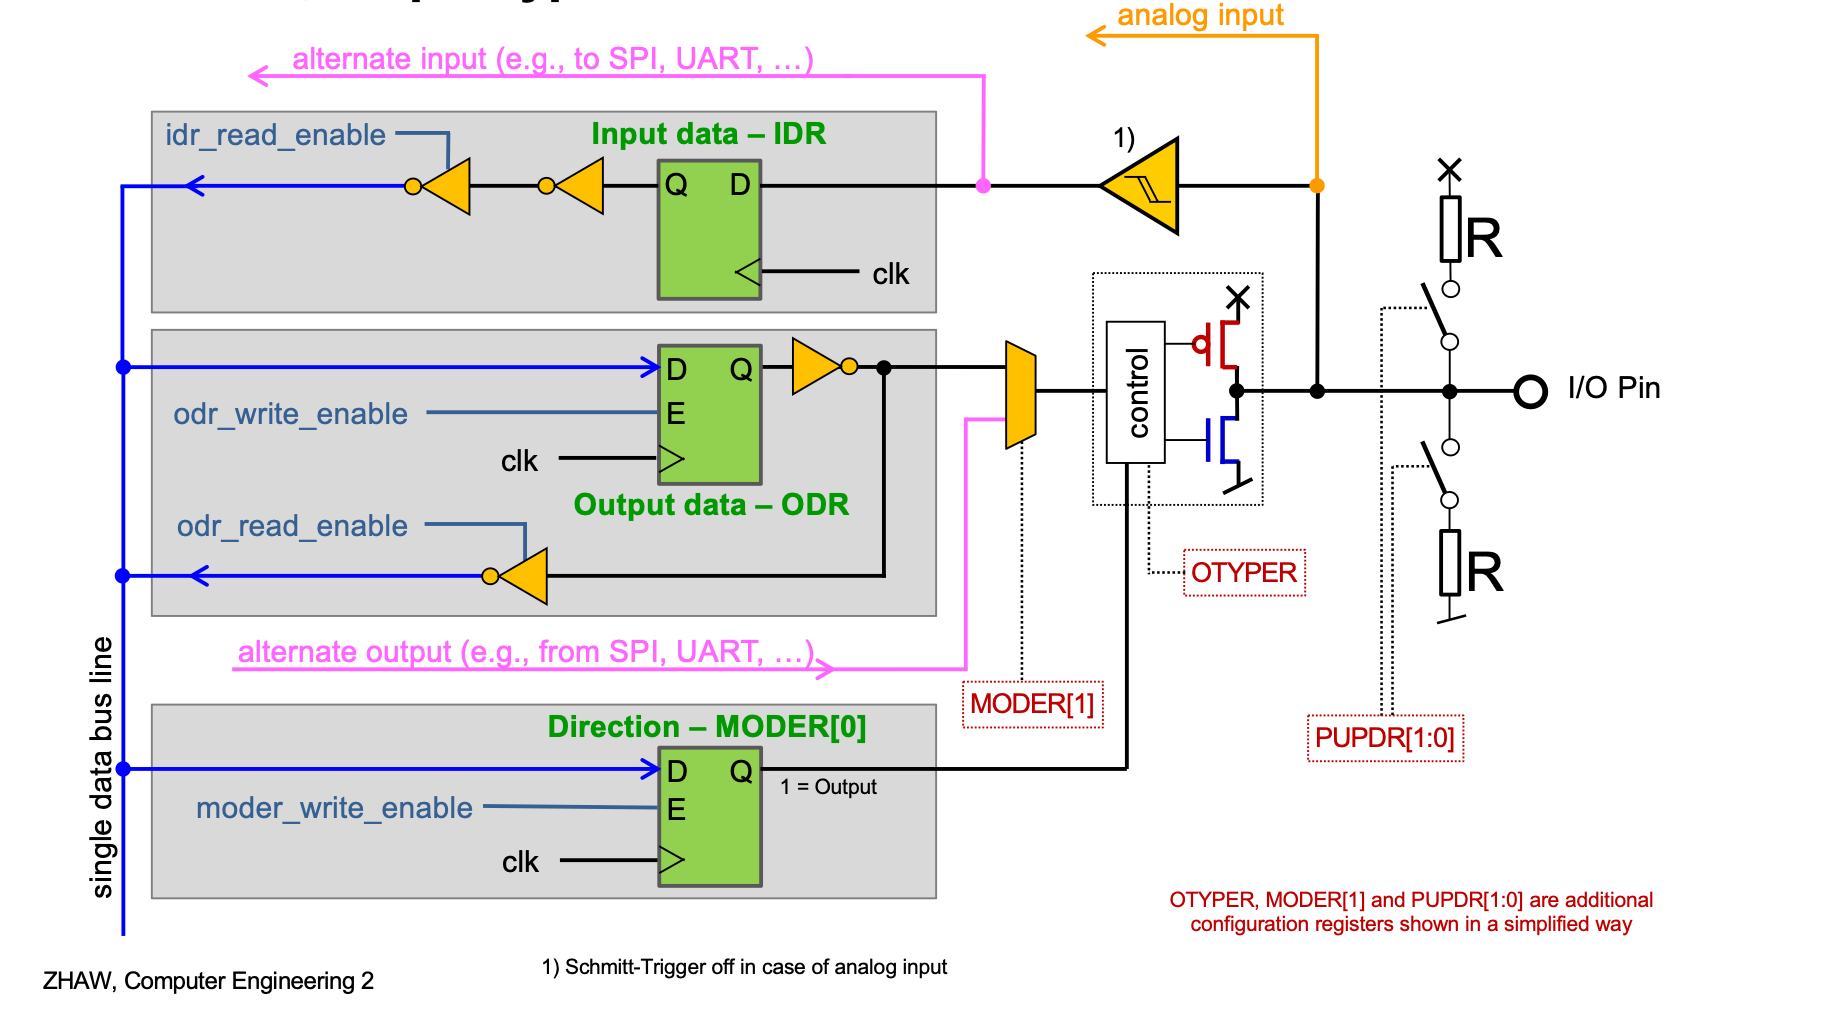 analog input
alternate input (e.g., to SPI, UART, …)
idr_read_enable
Input data – IDR
1)
Q D
clk
R
D Q
E
odr_write_enable
clk
Output data – ODR
odr_read_enable
control
I/O Pin
OTYPER
R
alternate output (e.g., from SPI, UART, …)
MODER[1]
PUPDR[1:0]
single data bus line
Direction – MODER[0]
D Q
1 = Output
moder_write_enable
E
clk
OTYPER, MODER[1] and PUPDR[1:0] are additional
configuration registers shown in a simplified way
1) Schmitt-Trigger off in case of analog input
ZHAW, Computer Engineering 2